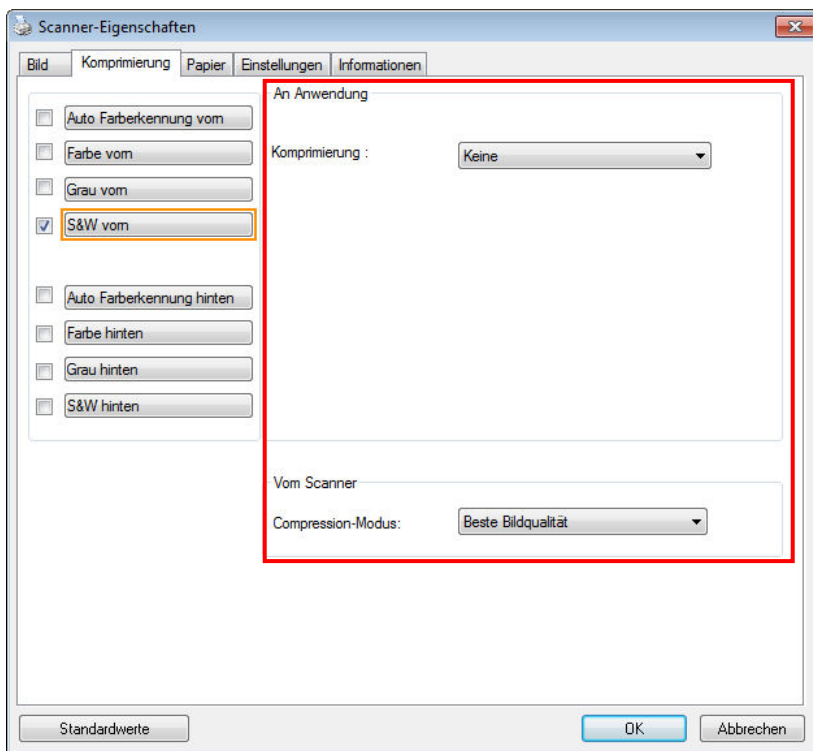 Scanner-Eigenschaften
Bild Komprimierung Papier Einstellungen Informationen
Auto Farberkennung vorn
Farbe vorn
Grau vorn
S&W vorn
Auto Farberkennung hinten
Farbe hinten
Grau hinten
S&W hinten
An Anwendung
Komprimierung : Keine
Vom Scanner
Compression-Modus: Beste Bildqualität
Standardwerte OK Abbrechen